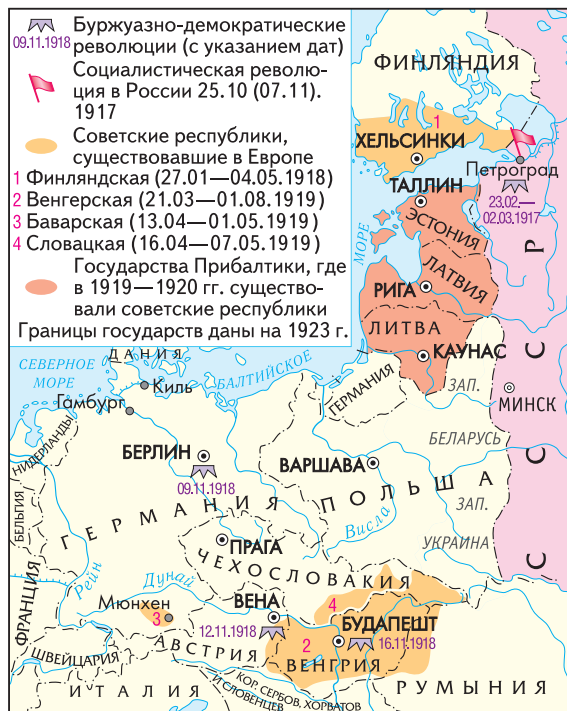 Буржуазно-демократические
09.11.1918 революции (с указанием дат)
Социалистическая револю-
ция в России 25.10 (07.11).
1917
Советские республики,
существовавшие в Европе
1 Финляндская (27.01—04.05.1918)
2 Венгерская (21.03—01.08.1919)
3 Баварская (13.04—01.05.1919)
4 Словацкая (16.04—07.05.1919)
Государства Прибалтики, где
в 1919—1920 гг. существо-
вали советские республики
Границы государств даны на 1923 г.
ФИНЛЯНДИЯ
1
ХЕЛЬСИНКИ
Петроград
23.02.—
02.03.1917
ТАЛЛИН
ЭСТОНИЯ
МОРЕ
ЛАТВИЯ
РИГА
ЛИТВА
КАУНАС
СССР
СЕВЕРНОЕ
МОРЕ
ДАНИЯ
Киль
БАЛТИЙСКОЕ
ГЕРМАНИЯ
ЗАП.
МИНСК
Гамбург
НИДЕРЛАНДЫ
БЕЛАРУСЬ
БЕРЛИН
09.11.1918
ВАРШАВА
ПОЛЬША
БЕЛЬГИЯ
ГЕРМАНИЯ
Висла
ЗАП.
УКРАИНА
ПРАГА
ЧЕХОСЛОВАКИЯ
ФРАНЦИЯ
Рейн
Дунай
Мюнхен
3
ВЕНА
4
БУДАПЕШТ
12.11.1918
2
16.11.1918
ШВЕЙЦАРИЯ
АВСТРИЯ
ВЕНГРИЯ
ИТАЛИЯ
КОР. СЕРБОВ, ХОРВАТОВ
И СЛОВЕНЦЕВ
РУМЫНИЯ